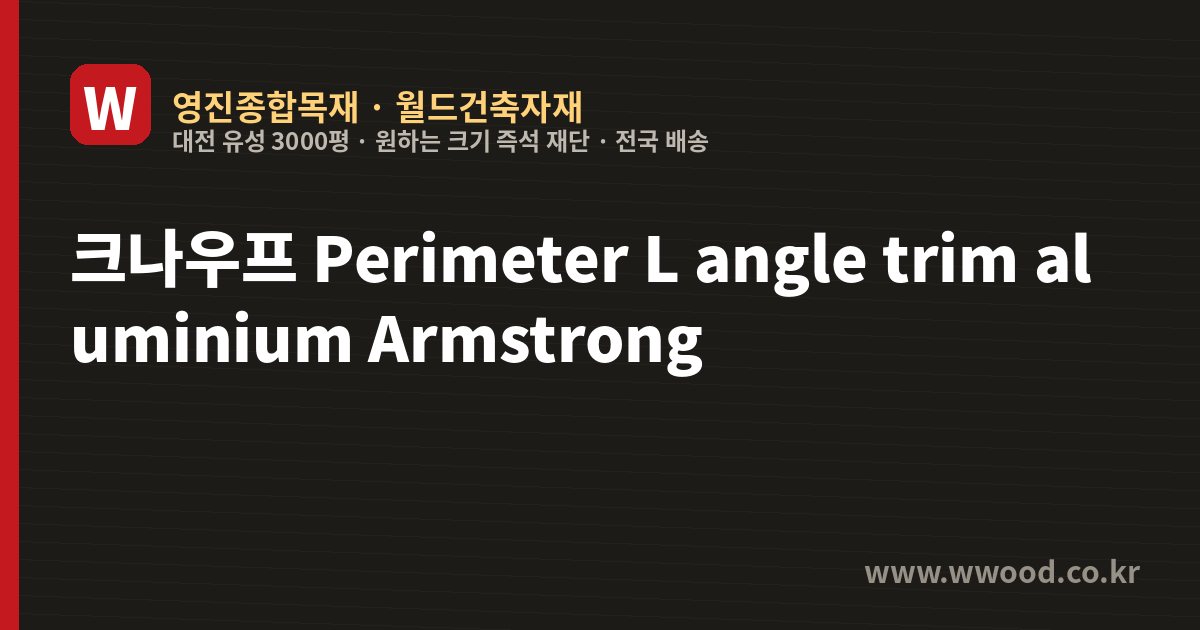 W
영진종합목재 · 월드건축자재
대전 유성 3000평 · 원하는 크기 즉석 재단 · 전국 배송
크나우프 Perimeter L angle trim al
uminium Armstrong
www.wwood.co.kr